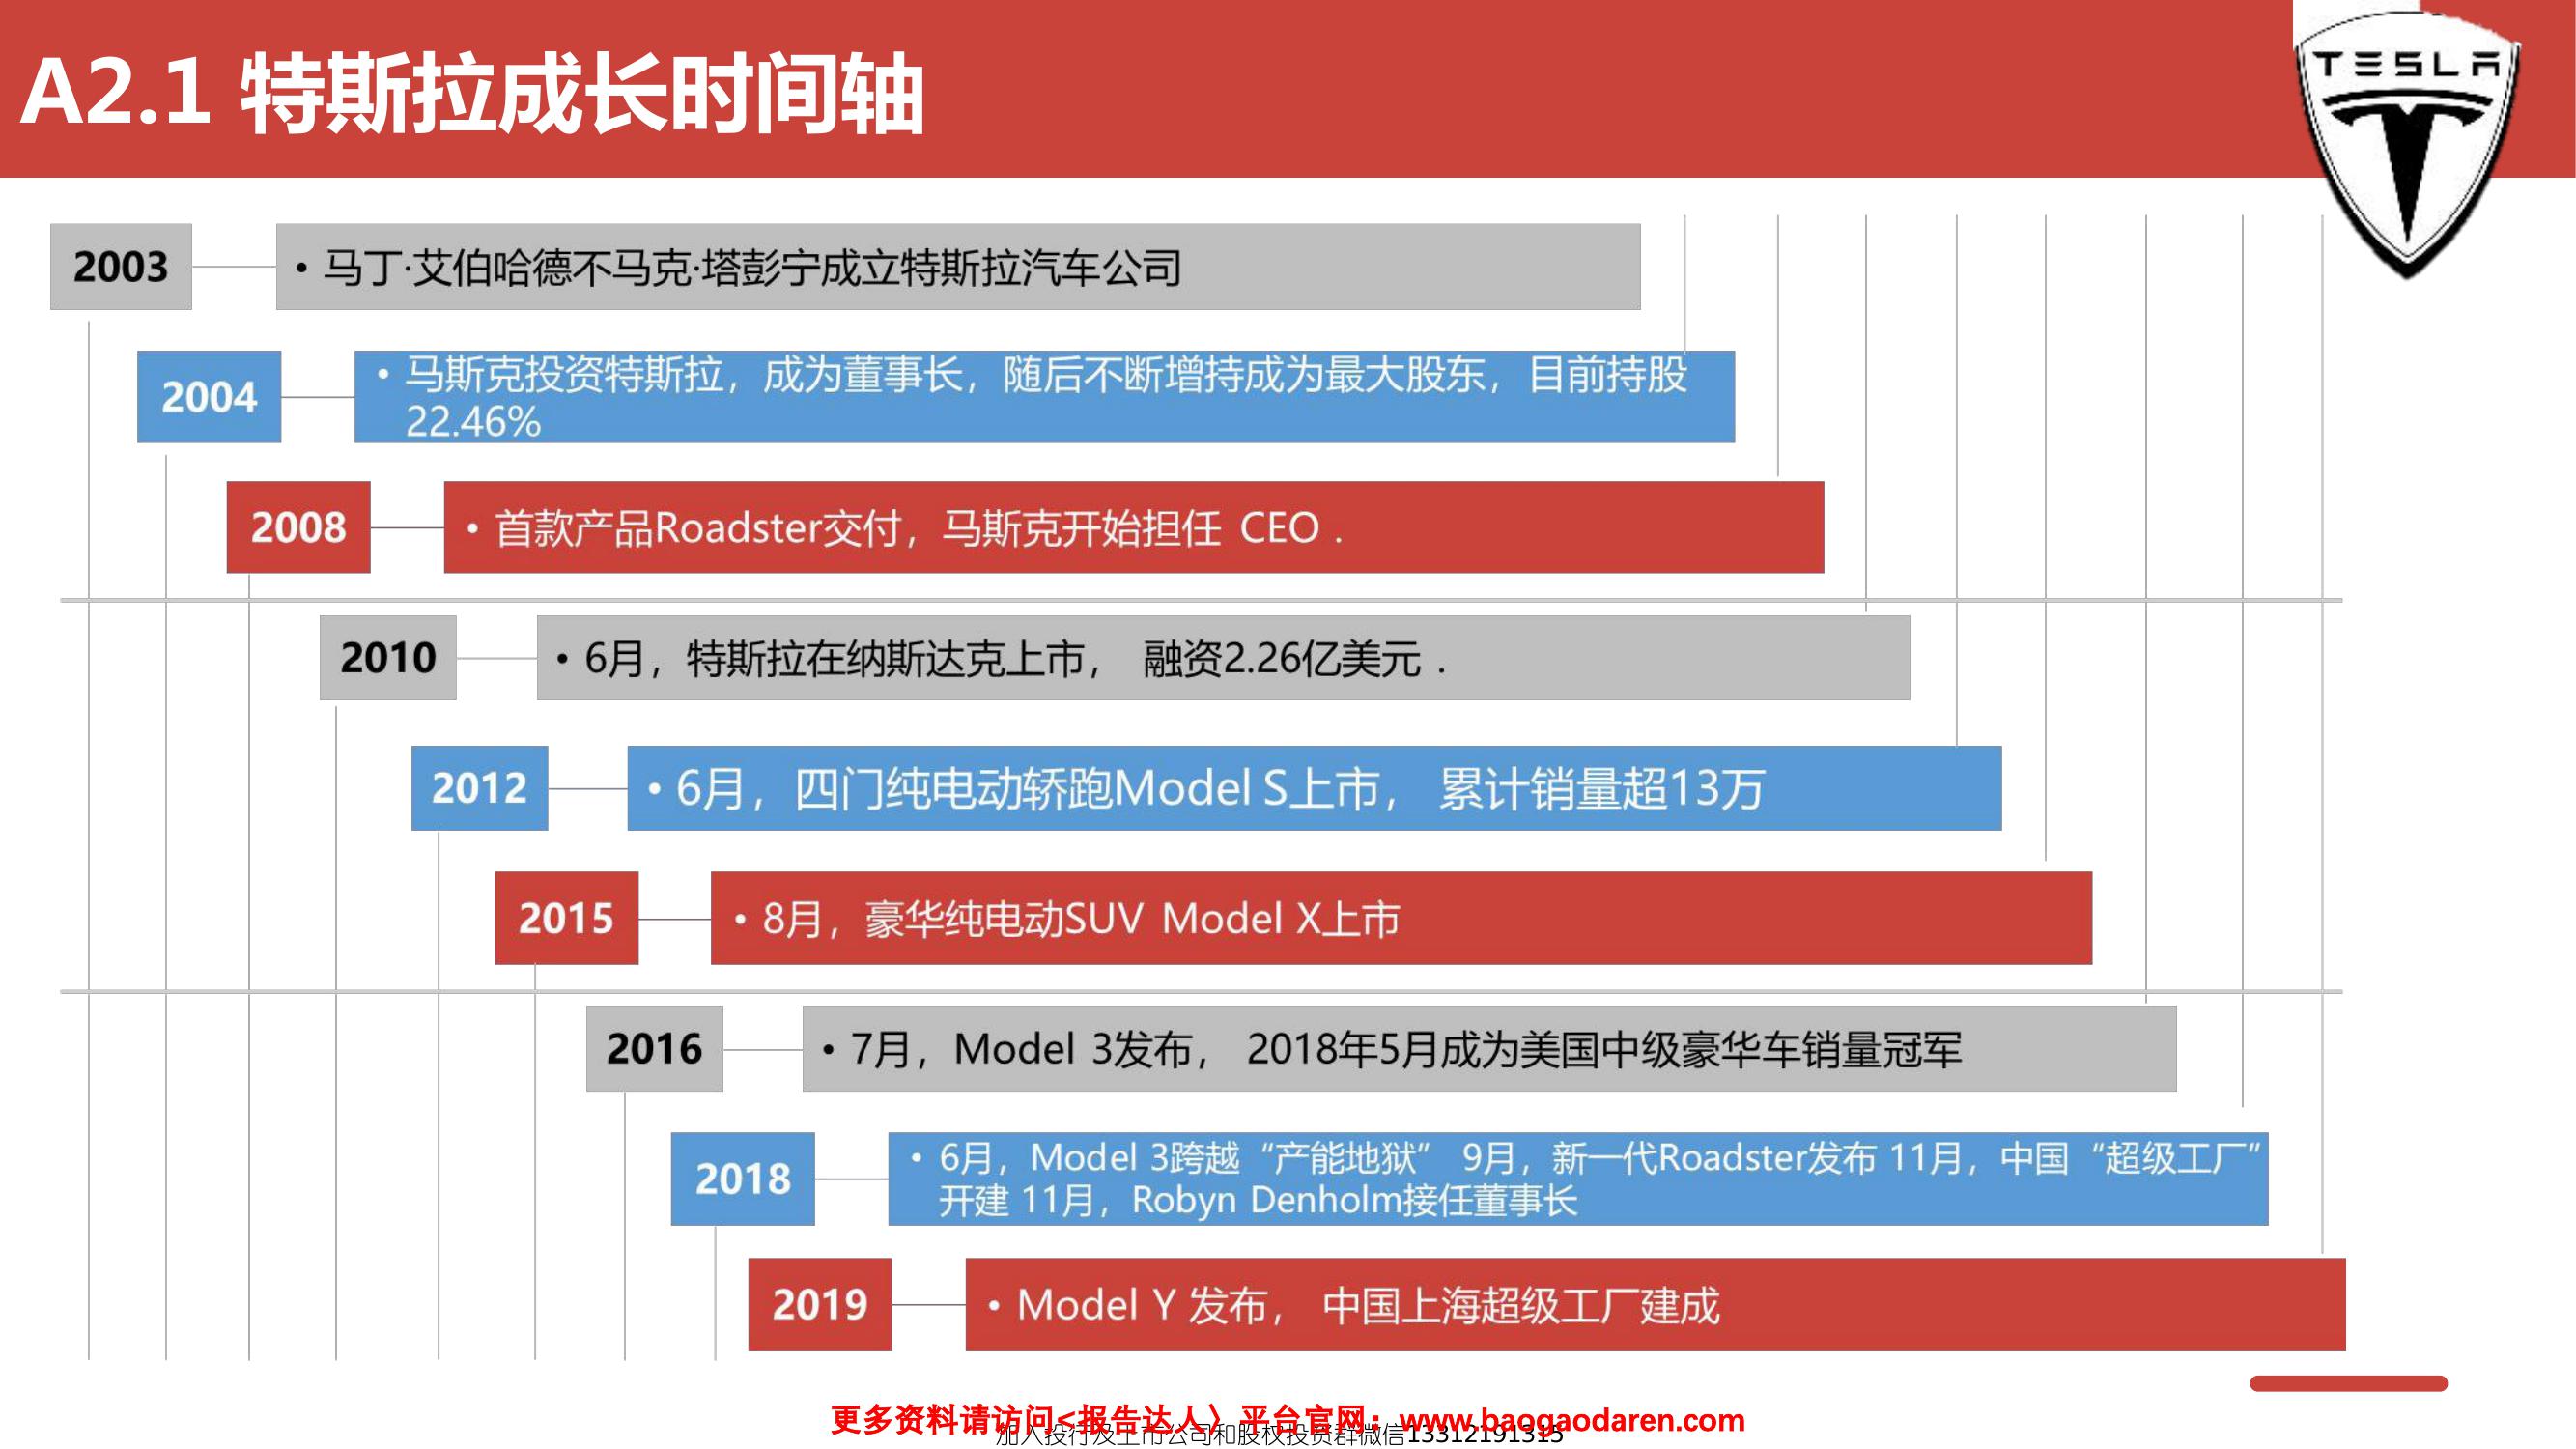 A2.1 特斯拉成长时间轴
TESLA
2003
• 马丁·艾伯哈德不马克·塔彭宁成立特斯拉汽车公司
2004
• 马斯克投资特斯拉，成为董事长，随后不断增持成为最大股东，目前持股
22.46%
2008
• 首款产品Roadster交付，马斯克开始担任 CEO .
2010
• 6月，特斯拉在纳斯达克上市， 融资2.26亿美元 .
2012
• 6月，四门纯电动轿跑Model S上市， 累计销量超13万
2015
• 8月，豪华纯电动SUV Model X上市
2016
• 7月，Model 3发布， 2018年5月成为美国中级豪华车销量冠军
2018
• 6月，Model 3跨越“产能地狱” 9月，新一代Roadster发布 11月，中国“超级工厂”
开建 11月，Robyn Denholm接任董事长
2019
• Model Y 发布， 中国上海超级工厂建成
更多资料请访问<报告达人〉平台官网：www.baogaodaren.com
加入投行及上市公司和股权投资群微信13312191315